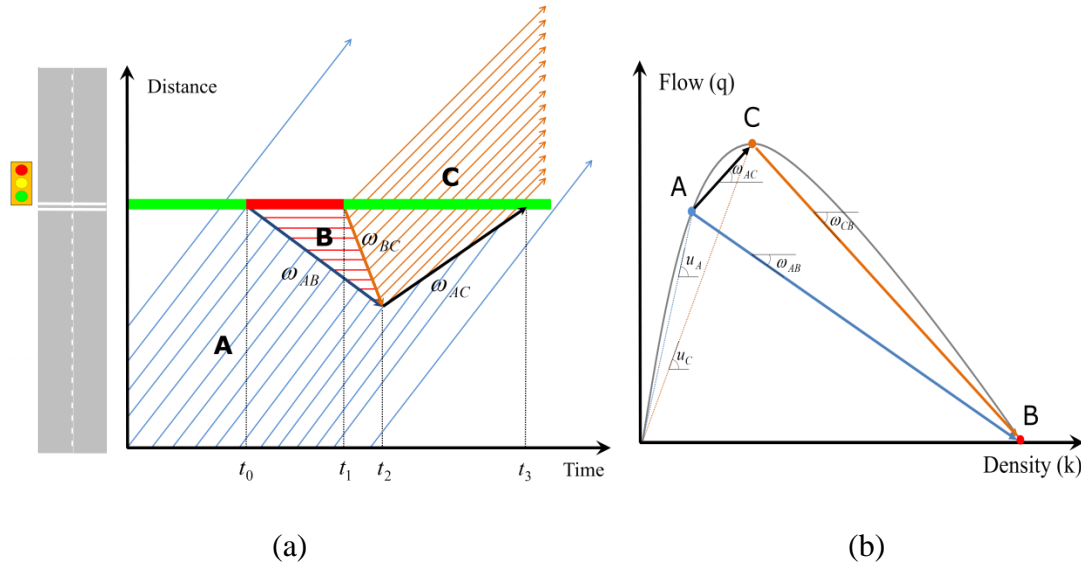 Distance
C
B
ω_BC
ω_AB
ω_AC
A
t_0
t_1
t_2
t_3
Time
(a)
Flow (q)
C
A
ω_AC
ω_CB
u_A
ω_AB
u_C
B
Density (k)
(b)